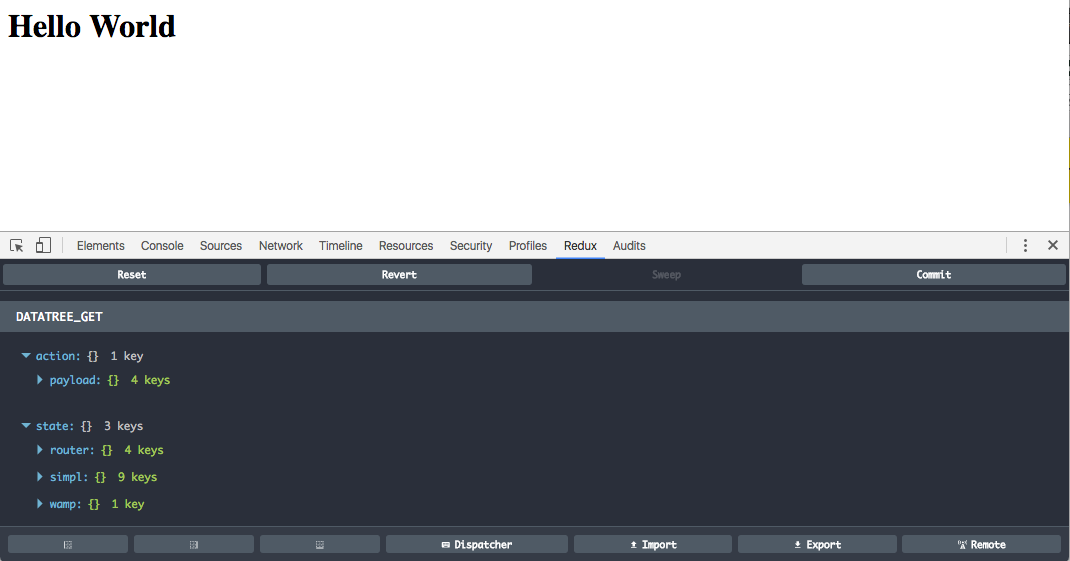 Hello World
Elements Console Sources Network Timeline Resources Security Profiles Redux Audits
Reset Revert Sweep Commit
DATATREE_GET
action: {} 1 key
payload: {} 4 keys
state: {} 3 keys
router: {} 4 keys
simpl: {} 9 keys
wamp: {} 1 key
Dispatcher Import Export Remote